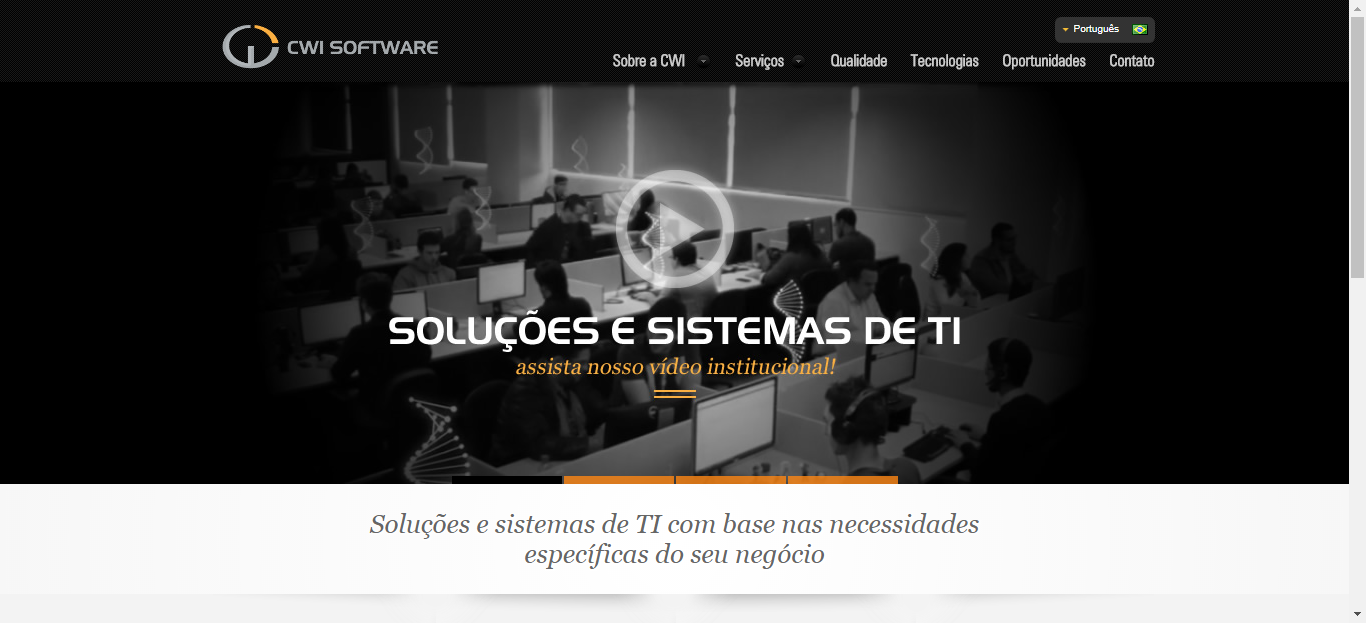 CWI SOFTWARE
Português
Sobre a CWI
Serviços
Qualidade
Tecnologias
Oportunidades
Contato
SOLUÇÕES E SISTEMAS DE TI
assista nosso vídeo institucional!
Soluções e sistemas de TI com base nas necessidades
específicas do seu negócio